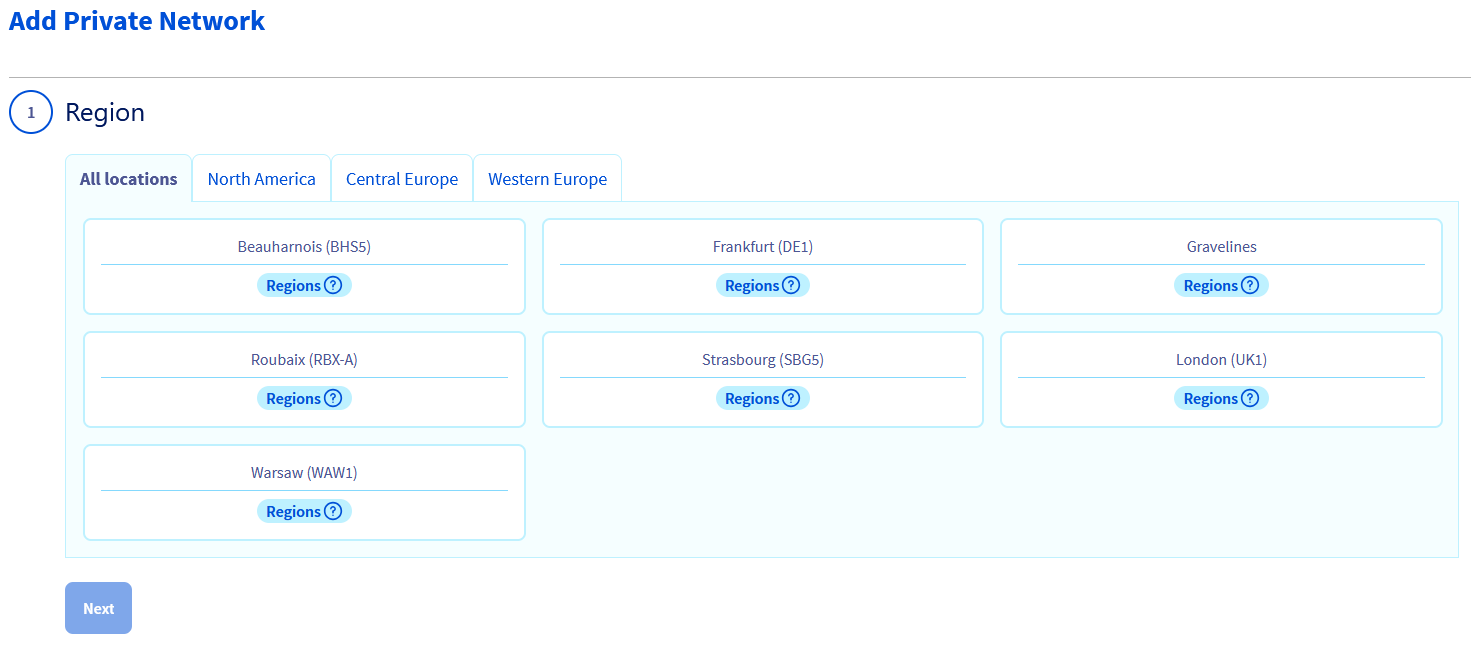 Add Private Network
1 Region
All locations North America Central Europe Western Europe
Beauharnois (BHS5) Frankfurt (DE1) Gravelines
Regions ? Regions ? Regions ?
Roubaix (RBX-A) Strasbourg (SBG5) London (UK1)
Regions ? Regions ? Regions ?
Warsaw (WAW1)
Regions ?
Next